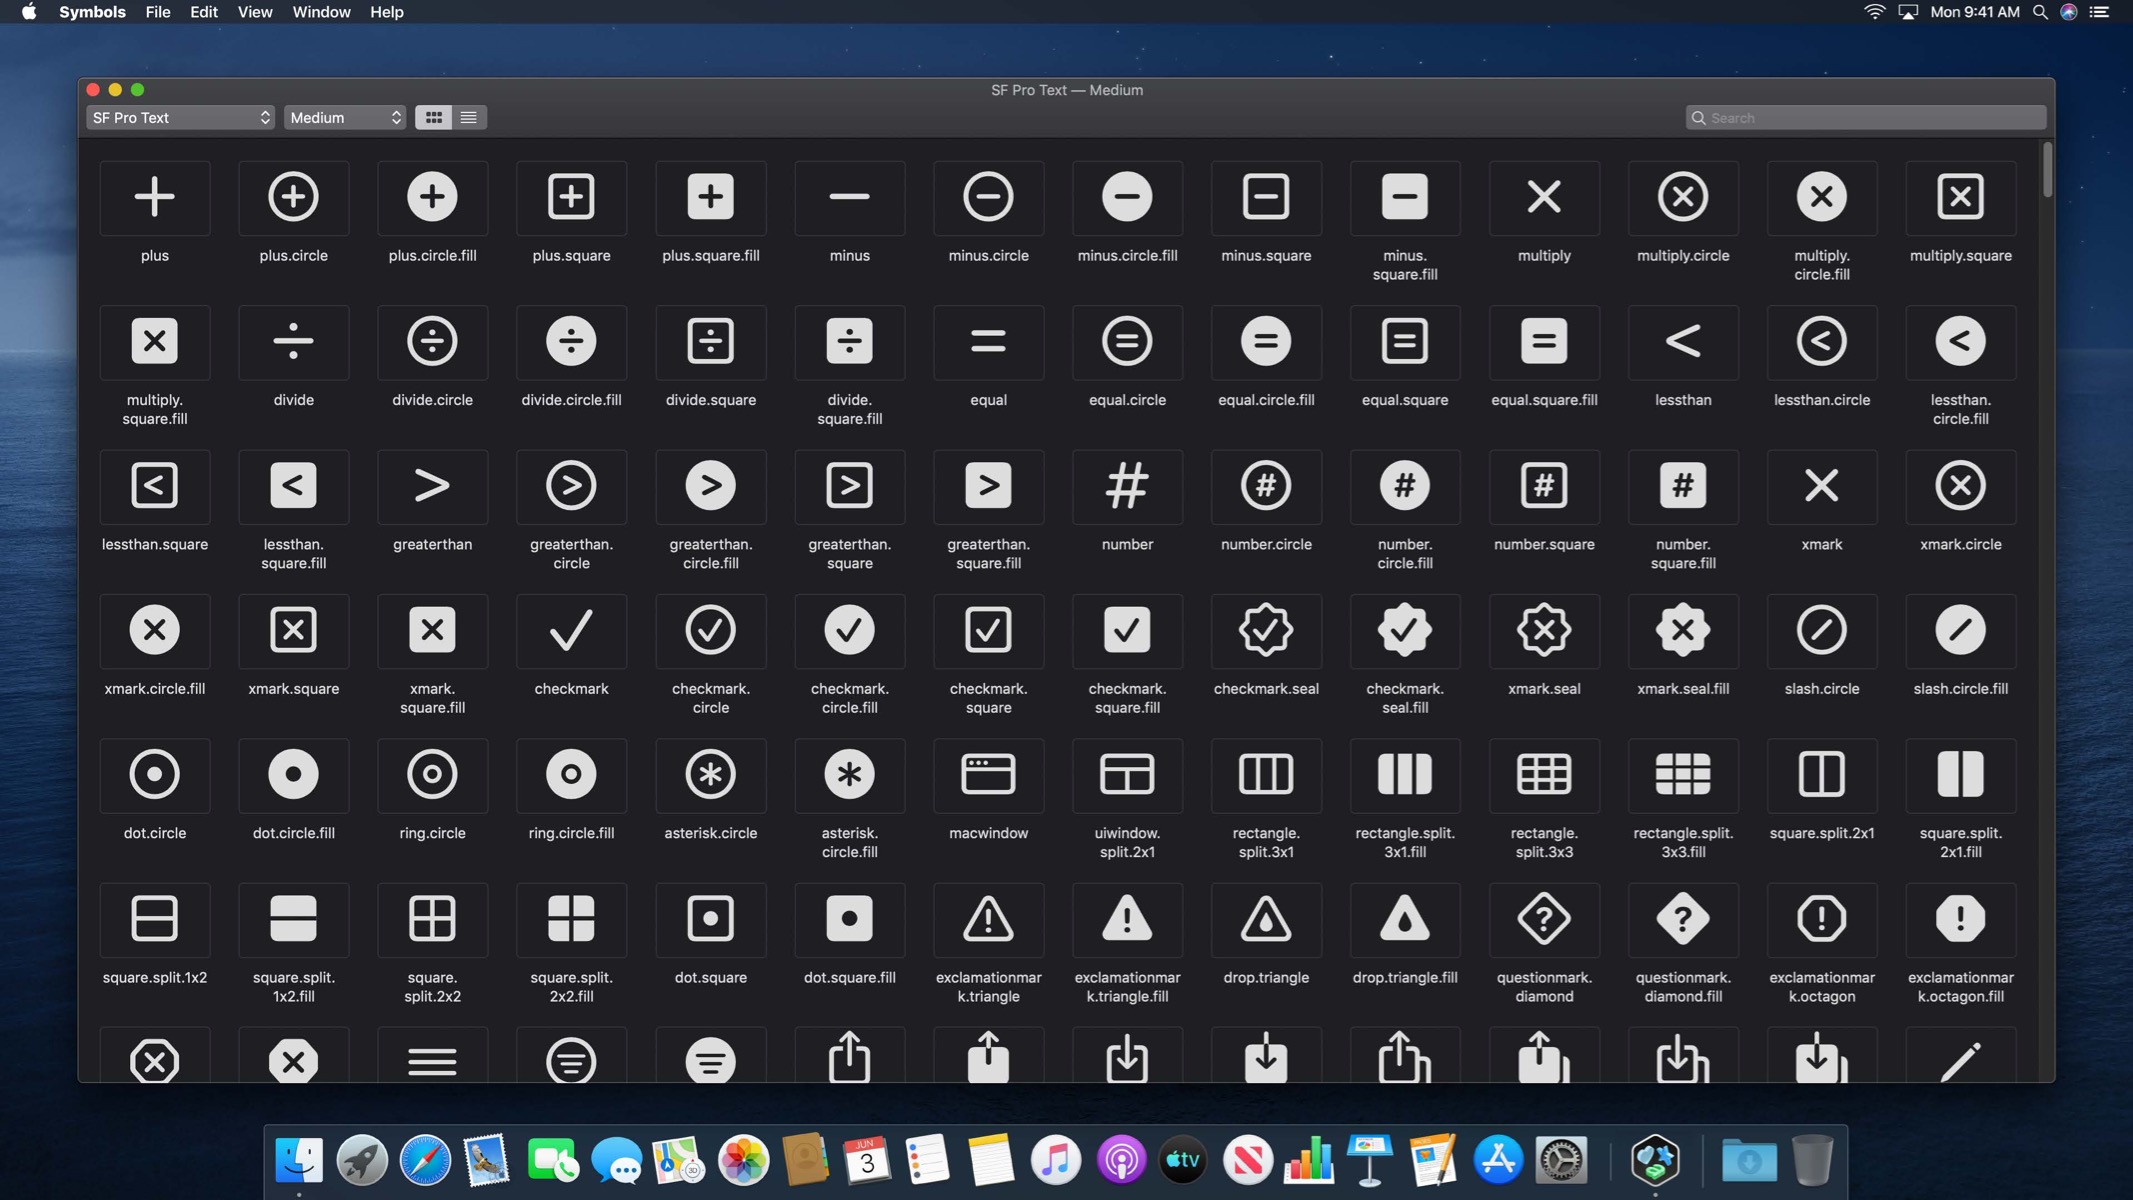 Symbols File Edit View Window Help Mon 9:41 AM
SF Pro Text — Medium
SF Pro Text Medium Search
plus plus.circle plus.circle.fill plus.square plus.square.fill minus minus.circle minus.circle.fill minus.square minus. multiply multiply.circle multiply. multiply.square
square.fill circle.fill
multiply. divide divide.circle divide.circle.fill divide.square divide. equal equal.circle equal.circle.fill equal.square equal.square.fill lessthan lessthan.circle lessthan.
square.fill square.fill circle.fill
lessthan.square lessthan. greaterthan greaterthan. greaterthan. greaterthan. greaterthan. number number.circle number. number.square number. xmark xmark.circle
square.fill circle circle.fill square square.fill circle.fill square.fill
xmark.circle.fill xmark.square xmark. checkmark checkmark. checkmark. checkmark. checkmark. checkmark.seal checkmark. xmark.seal xmark.seal.fill slash.circle slash.circle.fill
square.fill circle circle.fill square square.fill seal.fill
dot.circle dot.circle.fill ring.circle ring.circle.fill asterisk.circle asterisk. macwindow uiwindow. rectangle. rectangle.split. rectangle. rectangle.split. square.split.2x1 square.split.
circle.fill split.2x1 split.3x1 3x1.fill split.3x3 3x3.fill 2x1.fill
square.split.1x2 square.split. square. square.split. dot.square dot.square.fill exclamationmar exclamationmar drop.triangle drop.triangle.fill questionmark. questionmark. exclamationmar exclamationmar
1x2.fill split.2x2 2x2.fill k.triangle k.triangle.fill diamond diamond.fill k.octagon k.octagon.fill
JUN
3
3D
tv